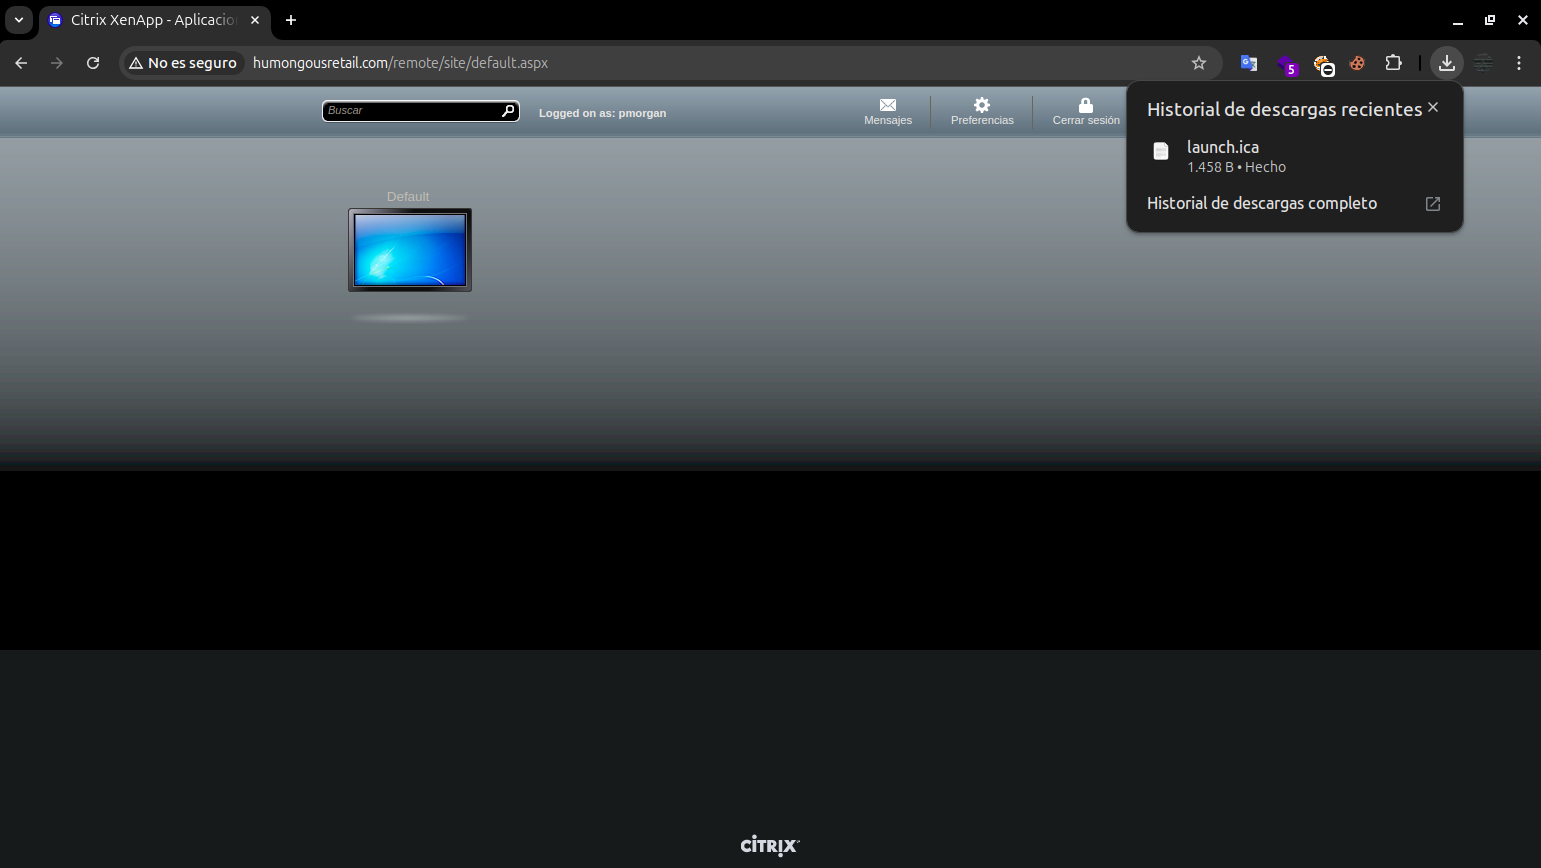 Citrix XenApp - Aplicacio
No es seguro
humongousretail.com/remote/site/default.aspx
5
Buscar
Logged on as: pmorgan
Mensajes
Preferencias
Cerrar sesión
Historial de descargas recientes
launch.ica
1.458 B • Hecho
Historial de descargas completo
Default
CITRIX